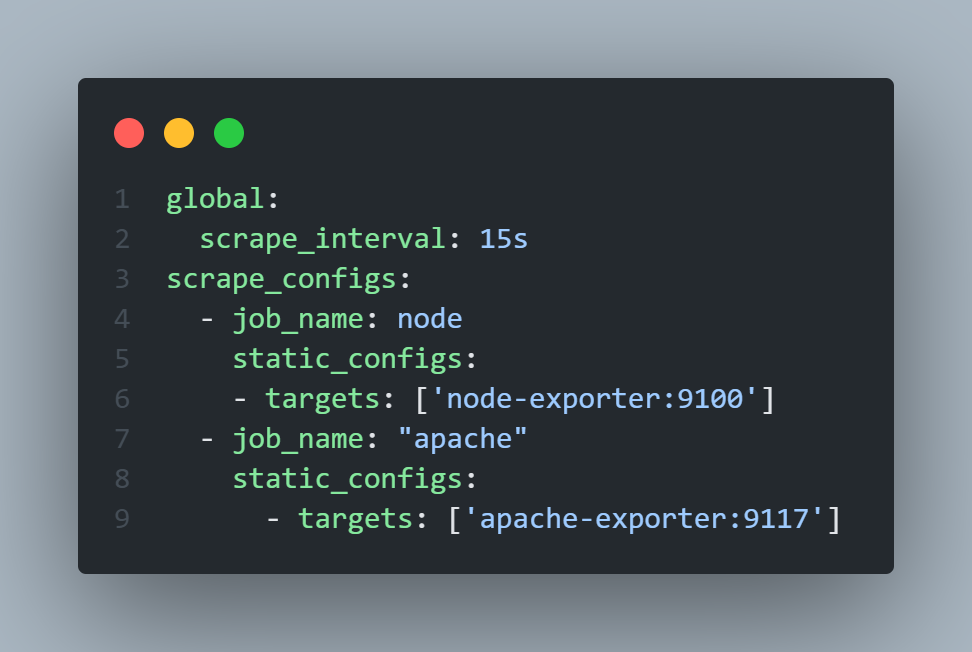 1 global:
2   scrape_interval: 15s
3 scrape_configs:
4   - job_name: node
5     static_configs:
6     - targets: ['node-exporter:9100']
7   - job_name: "apache"
8     static_configs:
9       - targets: ['apache-exporter:9117']